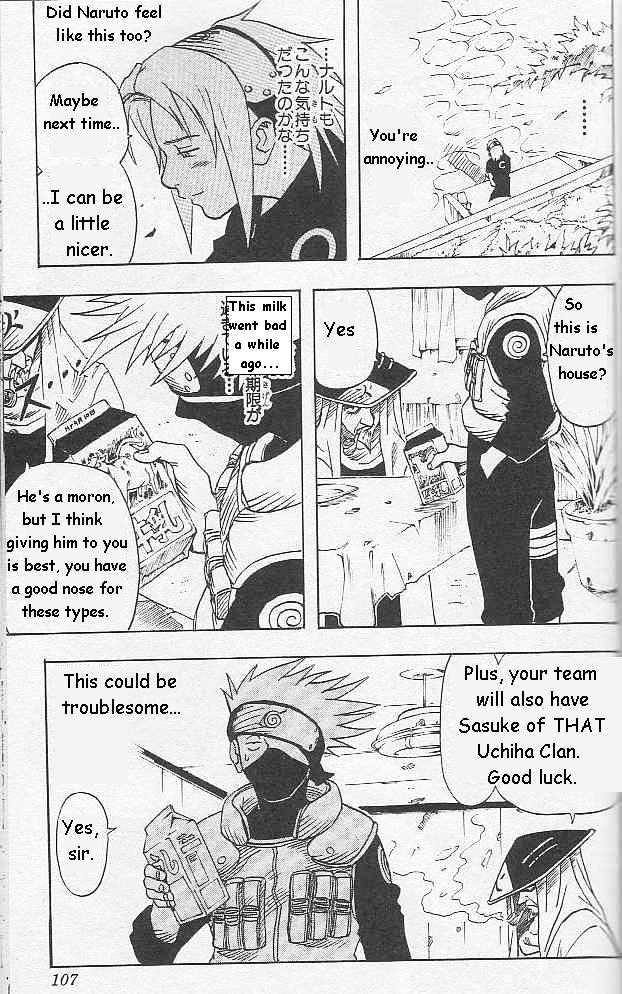 You're
annoying..
Did Naruto feel
like this too?
…ナルトも
こんな気持ち
だったのかな……
Maybe
next time..
..I can be
a little
nicer.
So
this is
Naruto's
house?
Yes
This milk
went bad
a while
ago...
期限が
He's a moron,
but I think
giving him to you
is best, you have
a good nose for
these types.
Plus, your team
will also have
Sasuke of THAT
Uchiha Clan.
Good luck.
This could be
troublesome...
Yes,
sir.
107